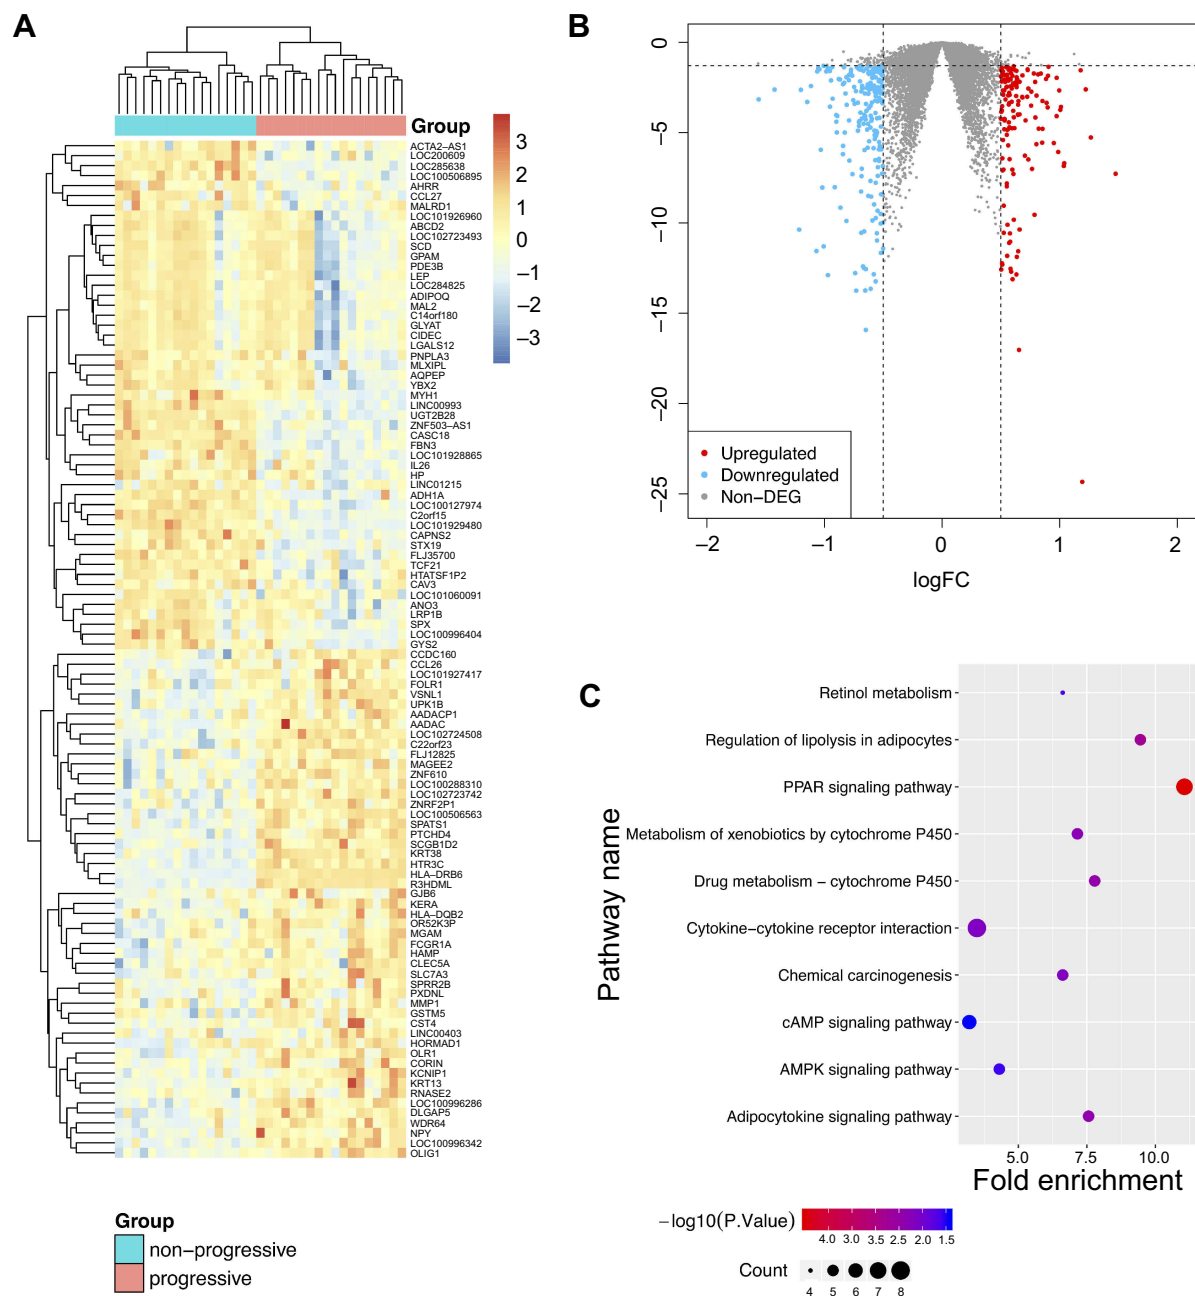 A
Group
3
2
1
0
−1
−2
−3
ACTA2−AS1
LOC200609
LOC285638
LOC100506895
AHRR
CCL27
MALRD1
LOC101926960
ABCD2
LOC102723493
SCD
GPAM
PDE3B
LEP
LOC284825
ADIPOQ
MAL2
C14orf180
GLYAT
CIDEC
LGALS12
PNPLA3
MLXIPL
AQPEP
YBX2
MYH1
LINC00993
UGT2B28
ZNF503−AS1
CASC18
FBN3
LOC101928865
IL26
HP
LINC01215
ADH1A
LOC100127974
C2orf15
LOC101929480
CAPNS2
STX19
FLJ35700
TCF21
HTATSF1P2
CAV3
LOC101060091
ANO3
LRP1B
SPX
LOC100996404
GYS2
CCDC160
CCL26
LOC101927417
FOLR1
VSNL1
UPK1B
AADACP1
AADAC
LOC102724508
C22orf23
FLJ12825
MAGEE2
ZNF610
LOC100288310
LOC102723742
ZNRF2P1
LOC100506563
SPATS1
PTCHD4
SCGB1D2
KRT38
HTR3C
HLA−DRB6
R3HDML
GJB6
KERA
HLA−DQB2
OR52K3P
MGAM
FCGR1A
HAMP
CLEC5A
SLC7A3
SPRR2B
PXDNL
MMP1
GSTM5
CST4
LINC00403
HORMAD1
OLR1
CORIN
KCNIP1
KRT13
RNASE2
LOC100996286
DLGAP5
WDR64
NPY
LOC100996342
OLIG1
Group
non−progressive
progressive
B
0
−5
−10
−15
−20
−25
Upregulated
Downregulated
Non−DEG
−2
−1
0
1
2
logFC
C
Pathway name
Retinol metabolism
Regulation of lipolysis in adipocytes
PPAR signaling pathway
Metabolism of xenobiotics by cytochrome P450
Drug metabolism − cytochrome P450
Cytokine−cytokine receptor interaction
Chemical carcinogenesis
cAMP signaling pathway
AMPK signaling pathway
Adipocytokine signaling pathway
5.0 7.5 10.0
Fold enrichment
−log10(P.Value)
4.0 3.0 3.5 2.5 2.0 1.5
Count
4 5 6 7 8